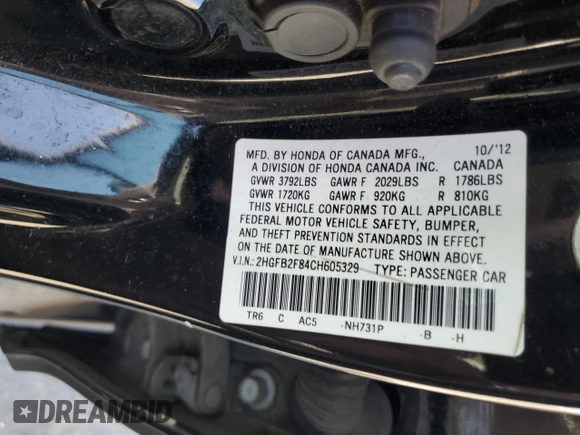 MFD. BY HONDA OF CANADA MFG., 10/'12
A DIVISION OF HONDA CANADA INC. CANADA
GVWR 3792LBS GAWR F 2029LBS R 1786LBS
GVWR 1720KG GAWR F 920KG R 810KG
THIS VEHICLE CONFORMS TO ALL APPLICABLE
FEDERAL MOTOR VEHICLE SAFETY, BUMPER,
AND THEFT PREVENTION STANDARDS IN EFFECT
ON THE DATE OF MANUFACTURE SHOWN ABOVE.
V.I.N.: 2HGFB2F84CH605329 TYPE: PASSENGER CAR
TR6 C AC5 -NH731P -B -H
DREAMBID